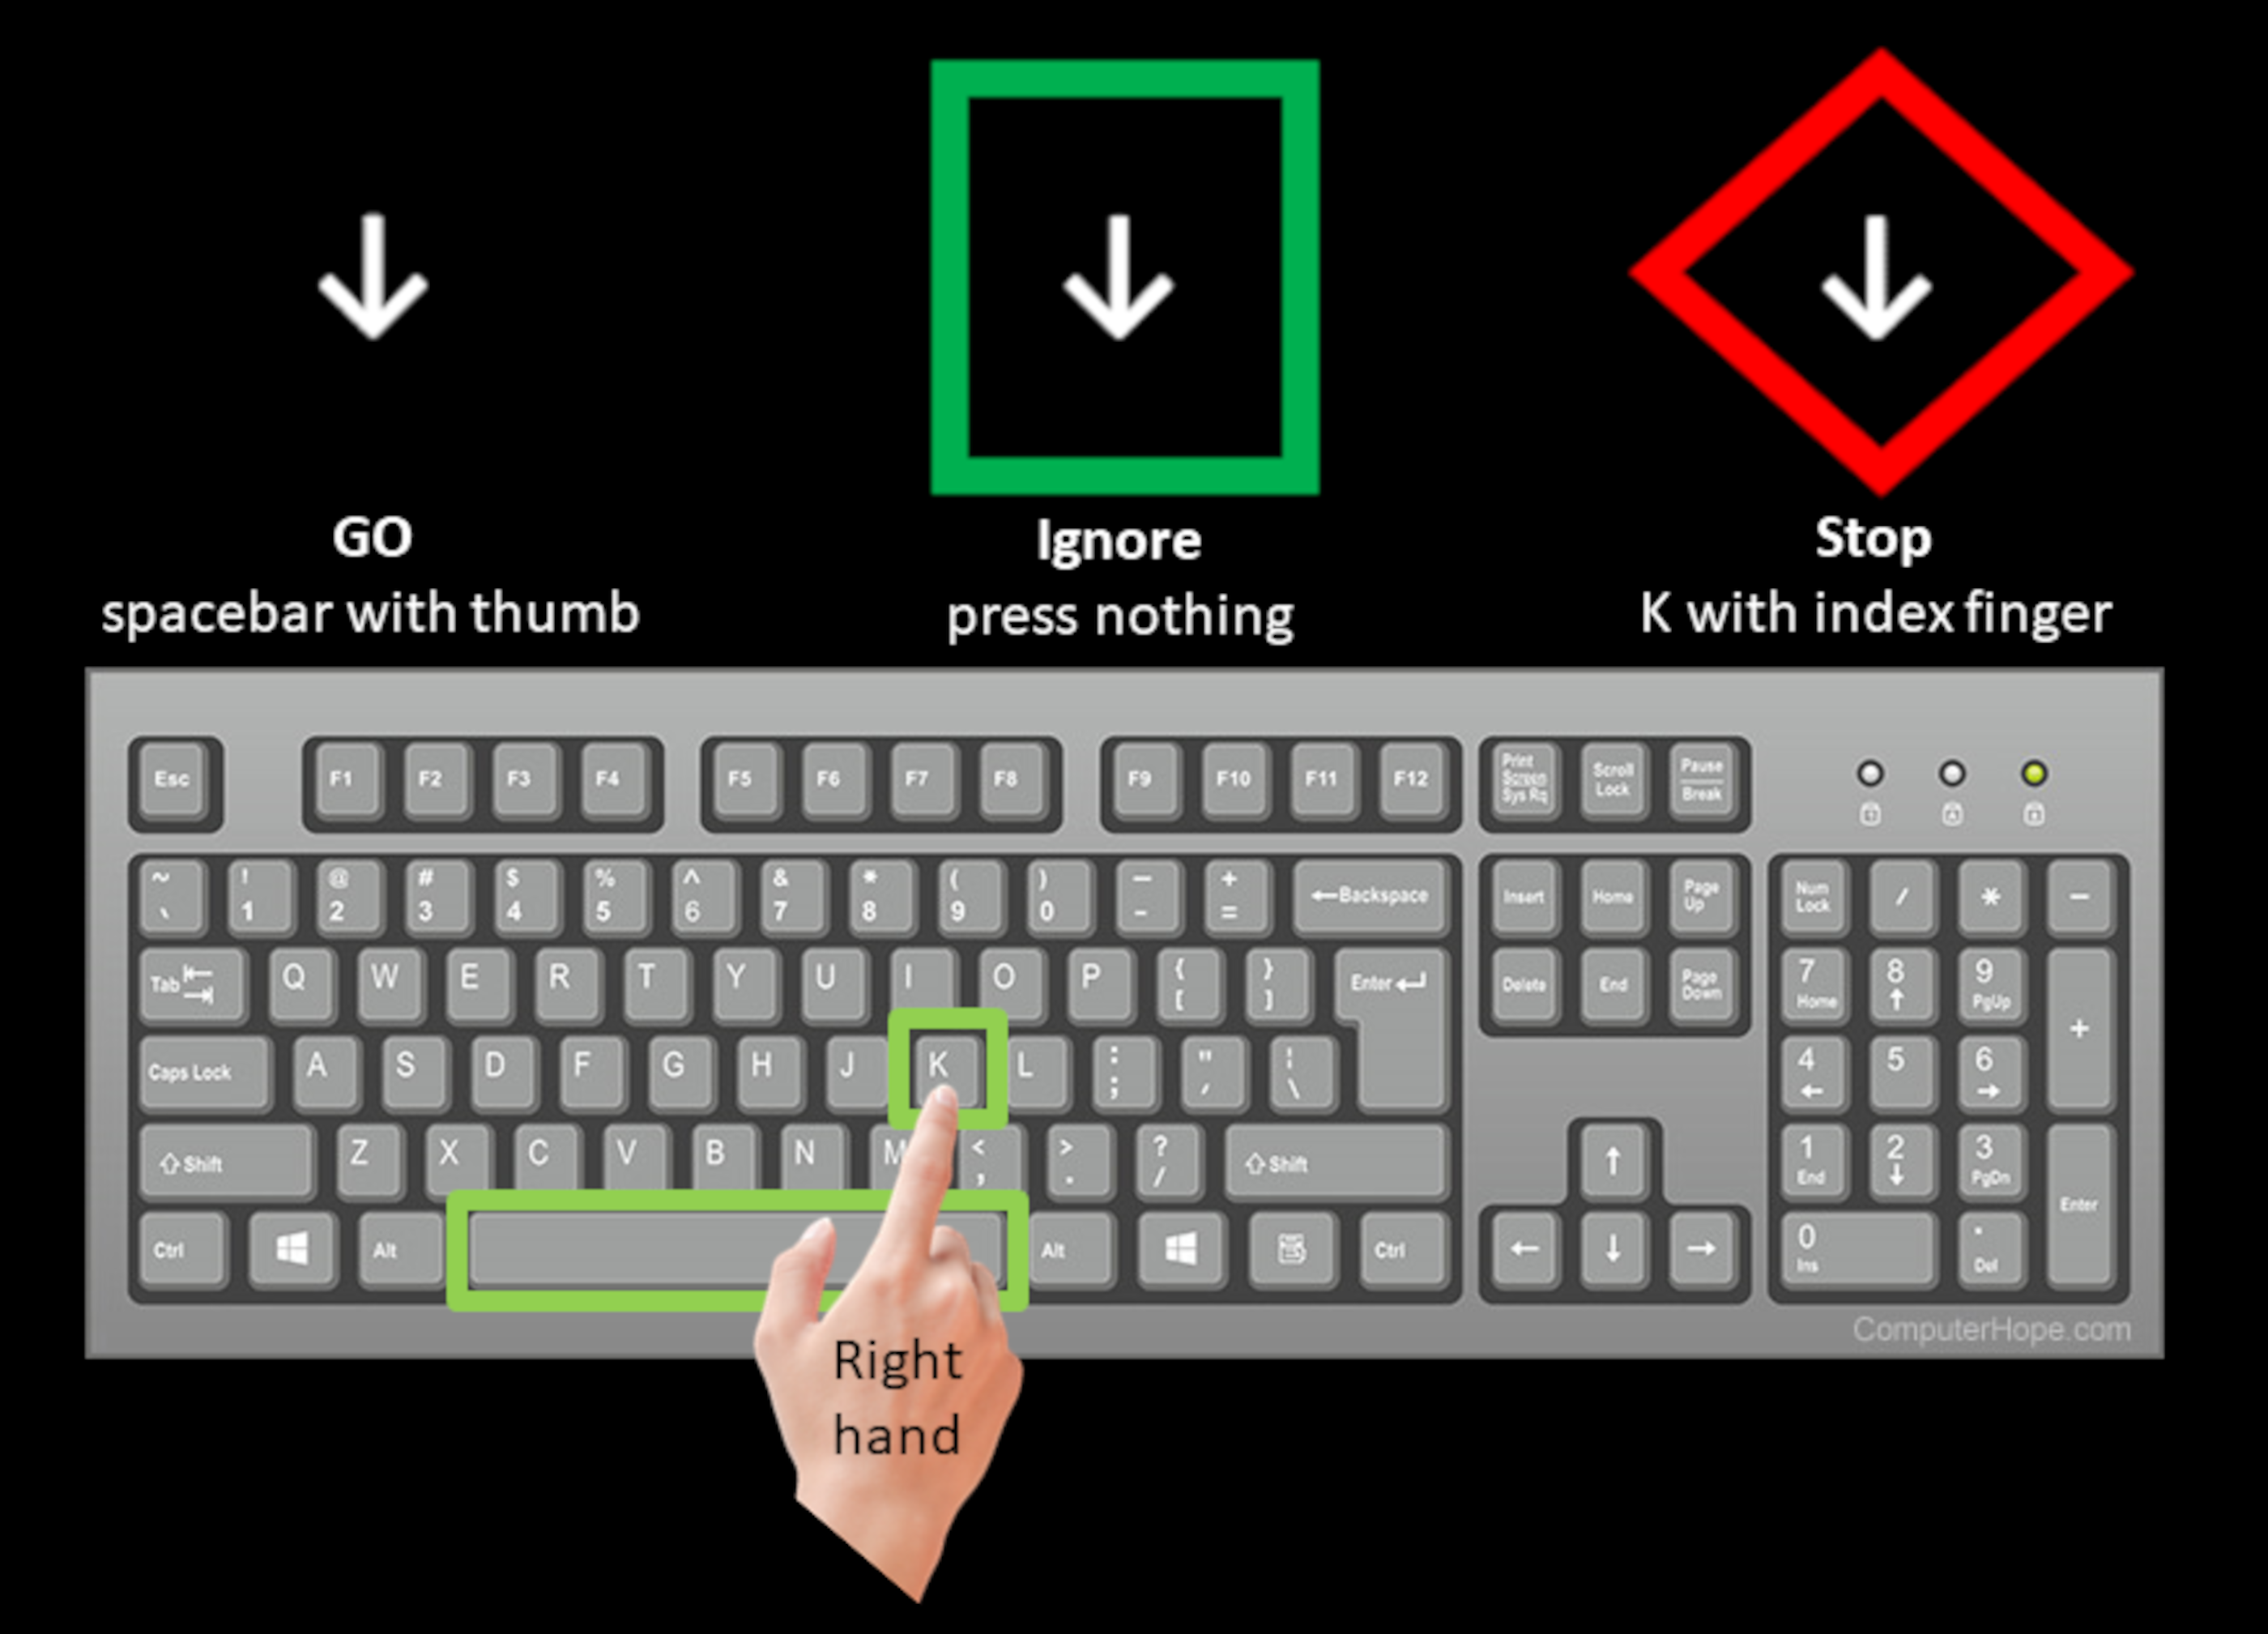 GO
spacebar with thumb
Ignore
press nothing
Stop
K with index finger
Esc F1 F2 F3 F4 F5 F6 F7 F8 F9 F10 F11 F12
Print
Screen
Sys Rq
Scroll
Lock
Pause
Break
~ ! @ # $ % ^ & * ( ) — +
` 1 2 3 4 5 6 7 8 9 0 - = ←Backspace
Insert Home Page
Up
Num
Lock / * −
Tab Q W E R T Y U I O P { }
[ ] Enter
Delete End Page
Down
7 8 9
Home ↑ PgUp
+
Caps Lock A S D F G H J K L : " ¦
; ' \
4 5 6
← →
Shift Z X C V B N M < > ?
, . / Shift
↑
1 2 3
End ↓ PgDn
Enter
Ctrl Alt Alt Ctrl
← ↓ →
0 .
Ins Del
ComputerHope.com
Right
hand